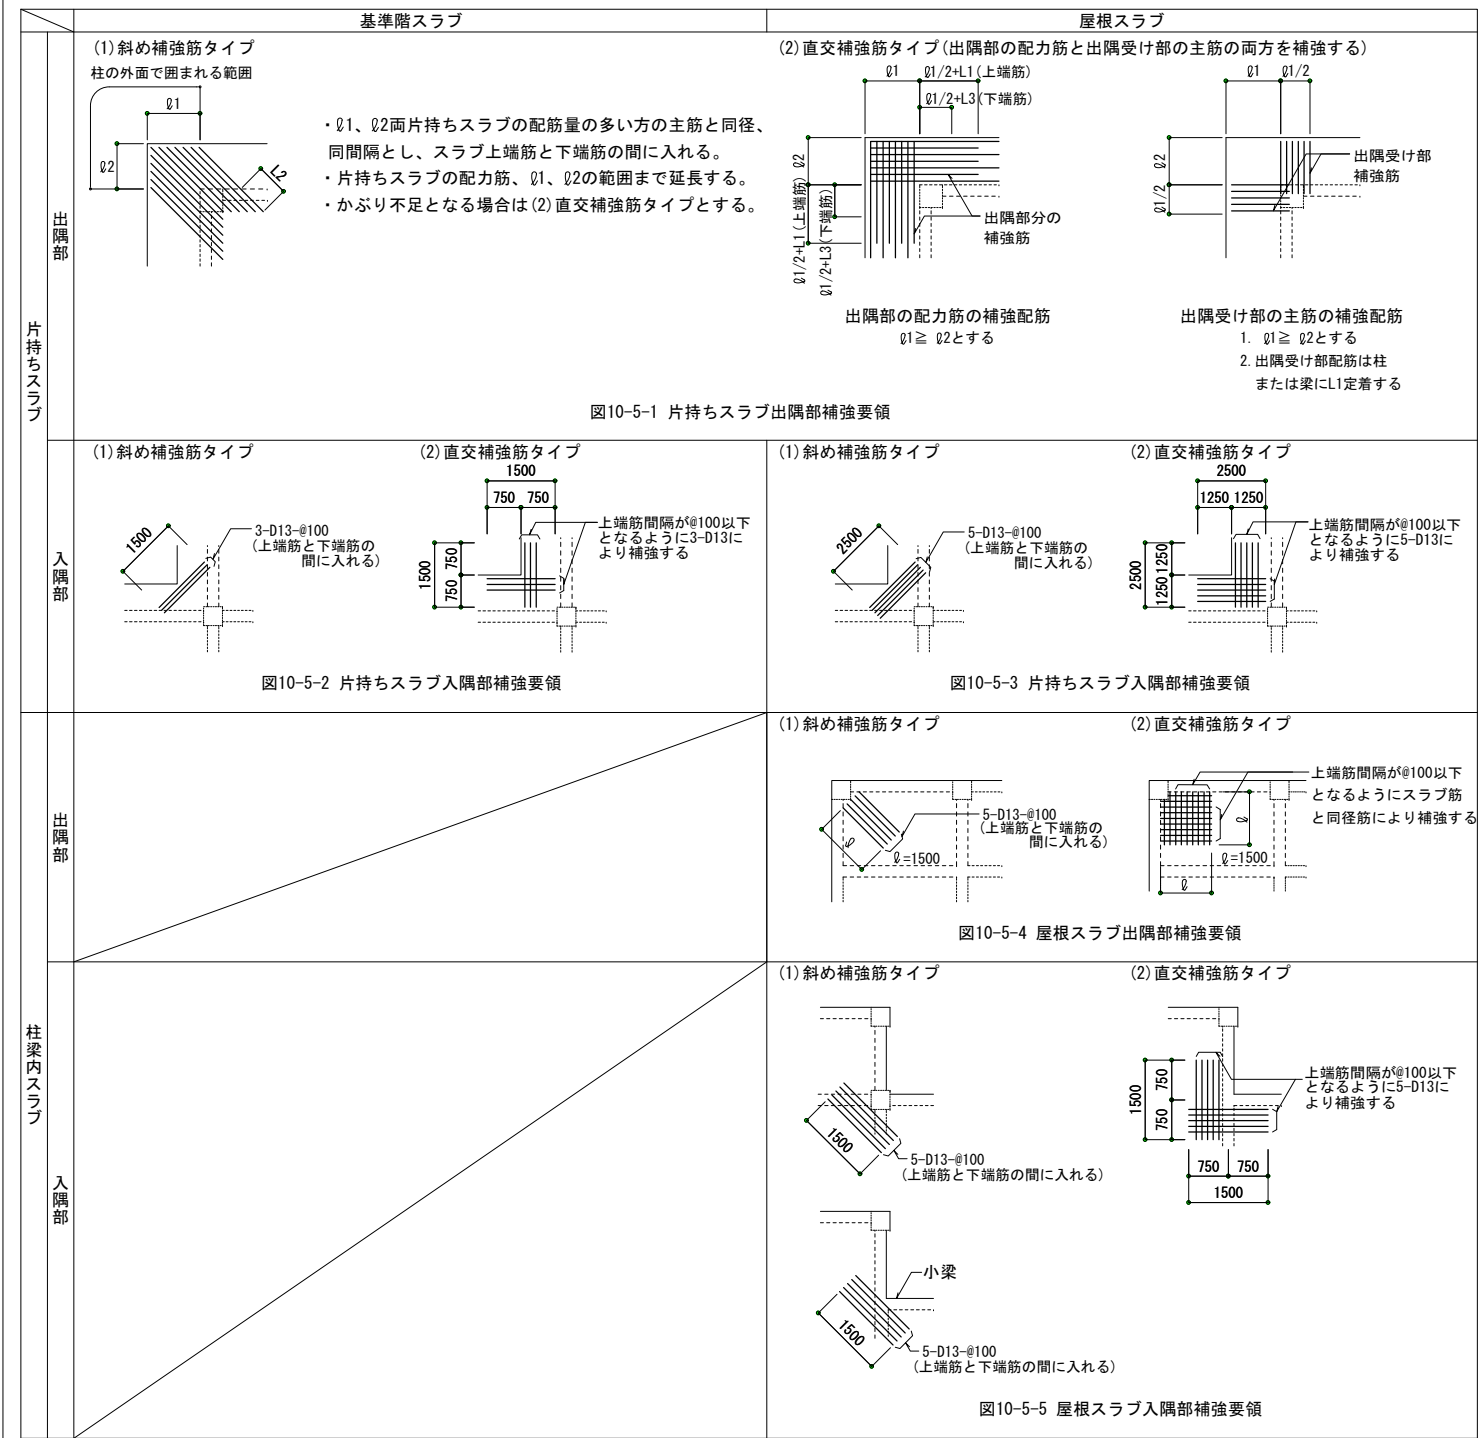 基準階スラブ
屋根スラブ
片持ちスラブ
出隅部
(1)斜め補強筋タイプ
柱の外面で囲まれる範囲
ℓ1
ℓ2
L2
・ℓ1、ℓ2両片持ちスラブの配筋量の多い方の主筋と同径、
同間隔とし、スラブ上端筋と下端筋の間に入れる。
・片持ちスラブの配力筋、ℓ1、ℓ2の範囲まで延長する。
・かぶり不足となる場合は(2)直交補強筋タイプとする。
(2)直交補強筋タイプ(出隅部の配力筋と出隅受け部の主筋の両方を補強する)
ℓ1
ℓ1/2+L1(上端筋)
ℓ1/2+L3(下端筋)
ℓ2
ℓ1/2+L1(上端筋)
ℓ1/2+L3(下端筋)
出隅部分の
補強筋
出隅部の配力筋の補強配筋
ℓ1≧ ℓ2とする
ℓ1
ℓ1/2
ℓ2
ℓ1/2
出隅受け部
補強筋
出隅受け部の主筋の補強配筋
1. ℓ1≧ ℓ2とする
2.出隅受け部配筋は柱
または梁にL1定着する
図10-5-1 片持ちスラブ出隅部補強要領
入隅部
(1)斜め補強筋タイプ
1500
3-D13-@100
(上端筋と下端筋の
間に入れる)
(2)直交補強筋タイプ
1500
750
750
1500
750
750
上端筋間隔が@100以下
となるように3-D13に
より補強する
図10-5-2 片持ちスラブ入隅部補強要領
(1)斜め補強筋タイプ
2500
5-D13-@100
(上端筋と下端筋の
間に入れる)
(2)直交補強筋タイプ
2500
1250
1250
2500
1250
1250
上端筋間隔が@100以下
となるように5-D13に
より補強する
図10-5-3 片持ちスラブ入隅部補強要領
柱梁内スラブ
出隅部
(1)斜め補強筋タイプ
5-D13-@100
(上端筋と下端筋の
間に入れる)
ℓ
ℓ=1500
(2)直交補強筋タイプ
上端筋間隔が@100以下
となるようにスラブ筋
と同径筋により補強する
ℓ
ℓ=1500
ℓ
図10-5-4 屋根スラブ出隅部補強要領
入隅部
(1)斜め補強筋タイプ
1500
5-D13-@100
(上端筋と下端筋の間に入れる)
小梁
1500
5-D13-@100
(上端筋と下端筋の間に入れる)
(2)直交補強筋タイプ
1500
750
750
上端筋間隔が@100以下
となるように5-D13に
より補強する
750
750
1500
図10-5-5 屋根スラブ入隅部補強要領